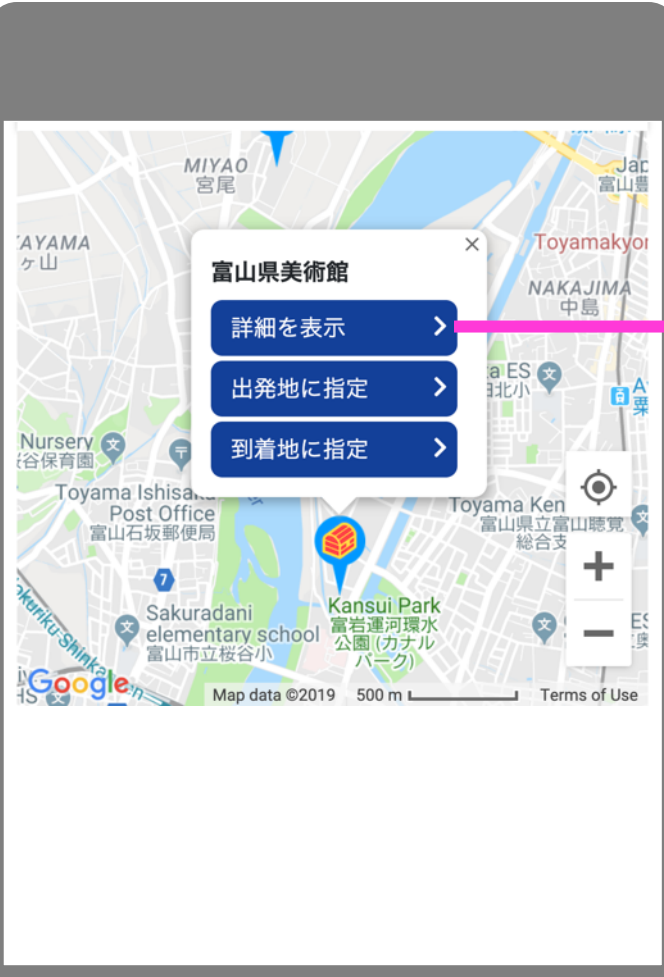 MIYAO
宮尾
富山県美術館
詳細を表示
出発地に指定
到着地に指定
Toyamakyo
NAKAJIMA
中島
AYAMA
ケ山
Nursery
谷保育園
Toyama Ishisaka
Post Office
富山石坂郵便局
7
Sakuradani
elementary school
富山市立桜谷小
Kansui Park
富岩運河環水
公園 (カナル
パーク)
ES
北小
Toyama Ken
富山県立富山聴覚
総合支
Google
Map data ©2019
500 m
Terms of Use